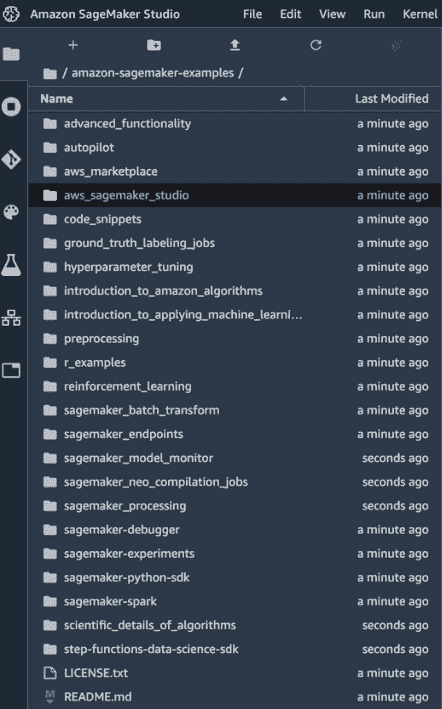 Amazon SageMaker Studio File Edit View Run Kernel
/ amazon-sagemaker-examples /
Name Last Modified
advanced_functionality a minute ago
autopilot a minute ago
aws_marketplace a minute ago
aws_sagemaker_studio a minute ago
code_snippets a minute ago
ground_truth_labeling_jobs a minute ago
hyperparameter_tuning a minute ago
introduction_to_amazon_algorithms a minute ago
introduction_to_applying_machine_learni... a minute ago
preprocessing a minute ago
r_examples a minute ago
reinforcement_learning a minute ago
sagemaker_batch_transform a minute ago
sagemaker_endpoints a minute ago
sagemaker_model_monitor seconds ago
sagemaker_neo_compilation_jobs seconds ago
sagemaker_processing seconds ago
sagemaker-debugger a minute ago
sagemaker-experiments a minute ago
sagemaker-python-sdk a minute ago
sagemaker-spark a minute ago
scientific_details_of_algorithms seconds ago
step-functions-data-science-sdk seconds ago
LICENSE.txt a minute ago
README.md a minute ago